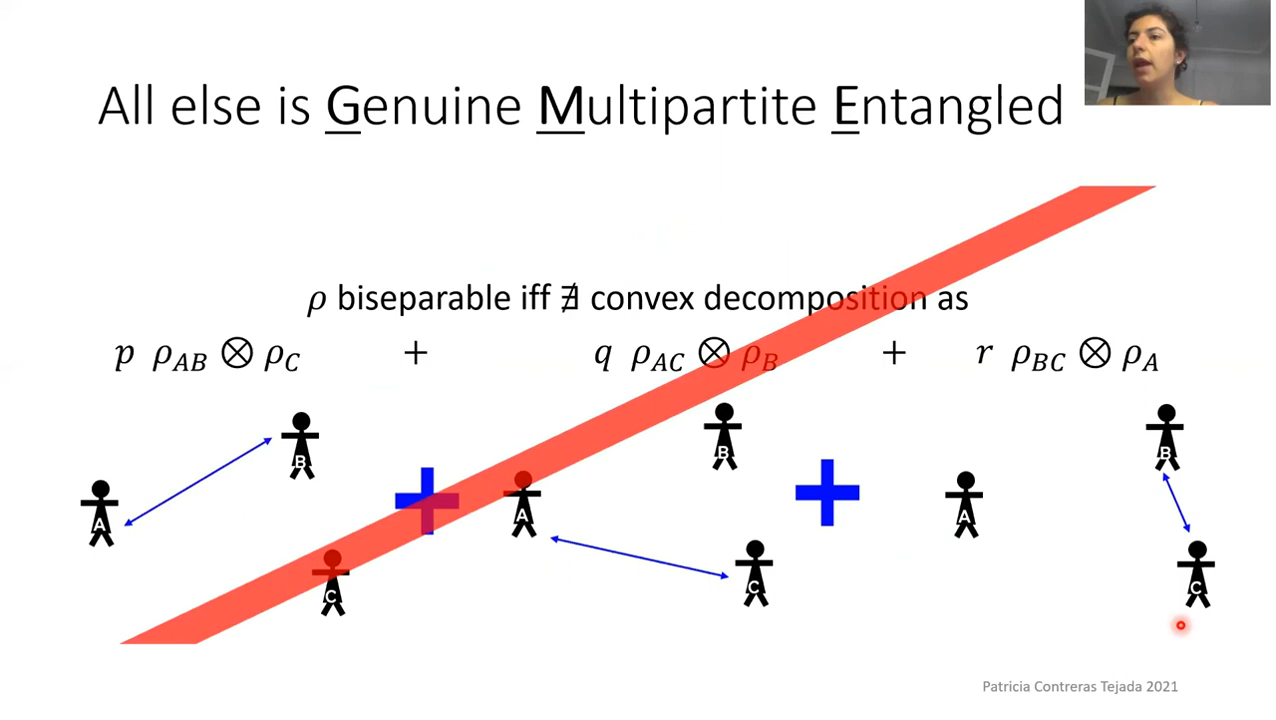 All else is Genuine Multipartite Entangled
ρ biseparable iff ∄ convex decomposition as
p ρ_AB ⊗ ρ_C + q ρ_AC ⊗ ρ_B + r ρ_BC ⊗ ρ_A
B B B
A A A
C C C
Patricia Contreras Tejada 2021